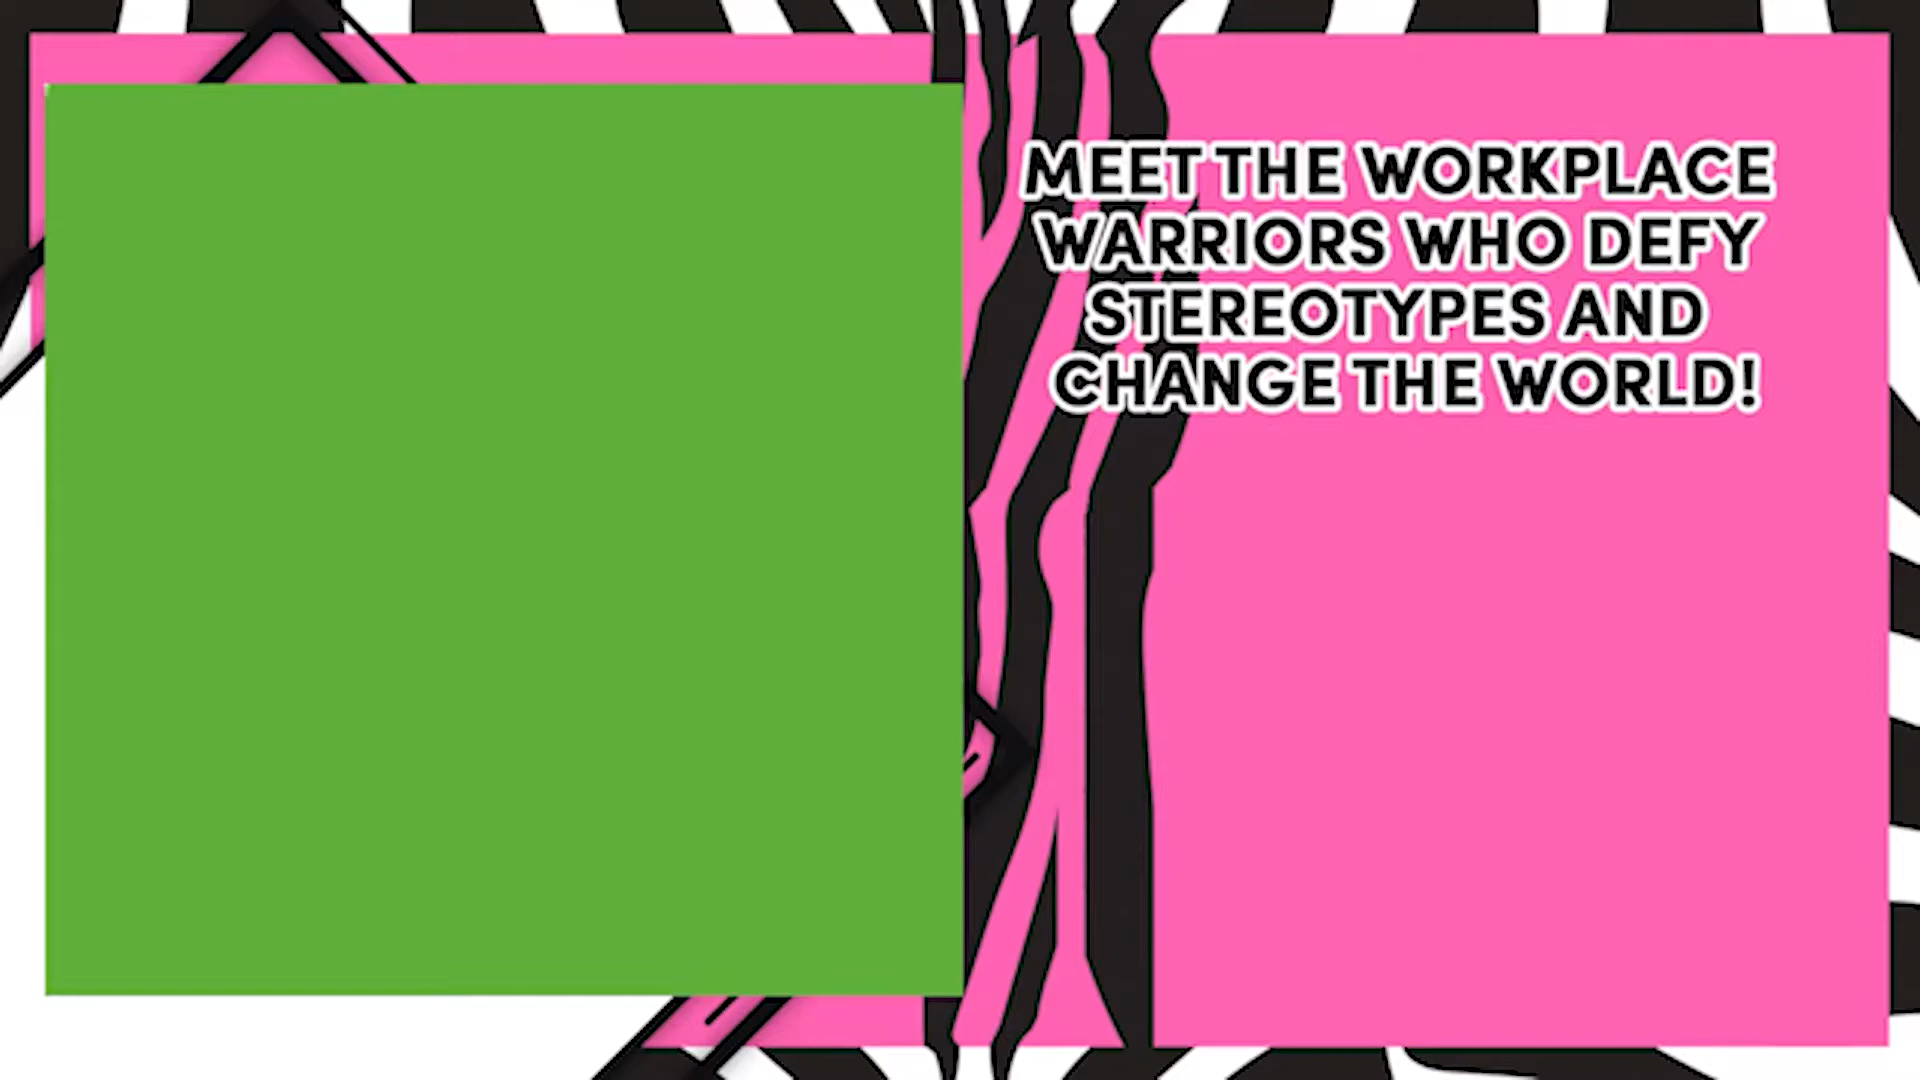 MEET THE WORKPLACE
WARRIORS WHO DEFY
STEREOTYPES AND
CHANGE THE WORLD!